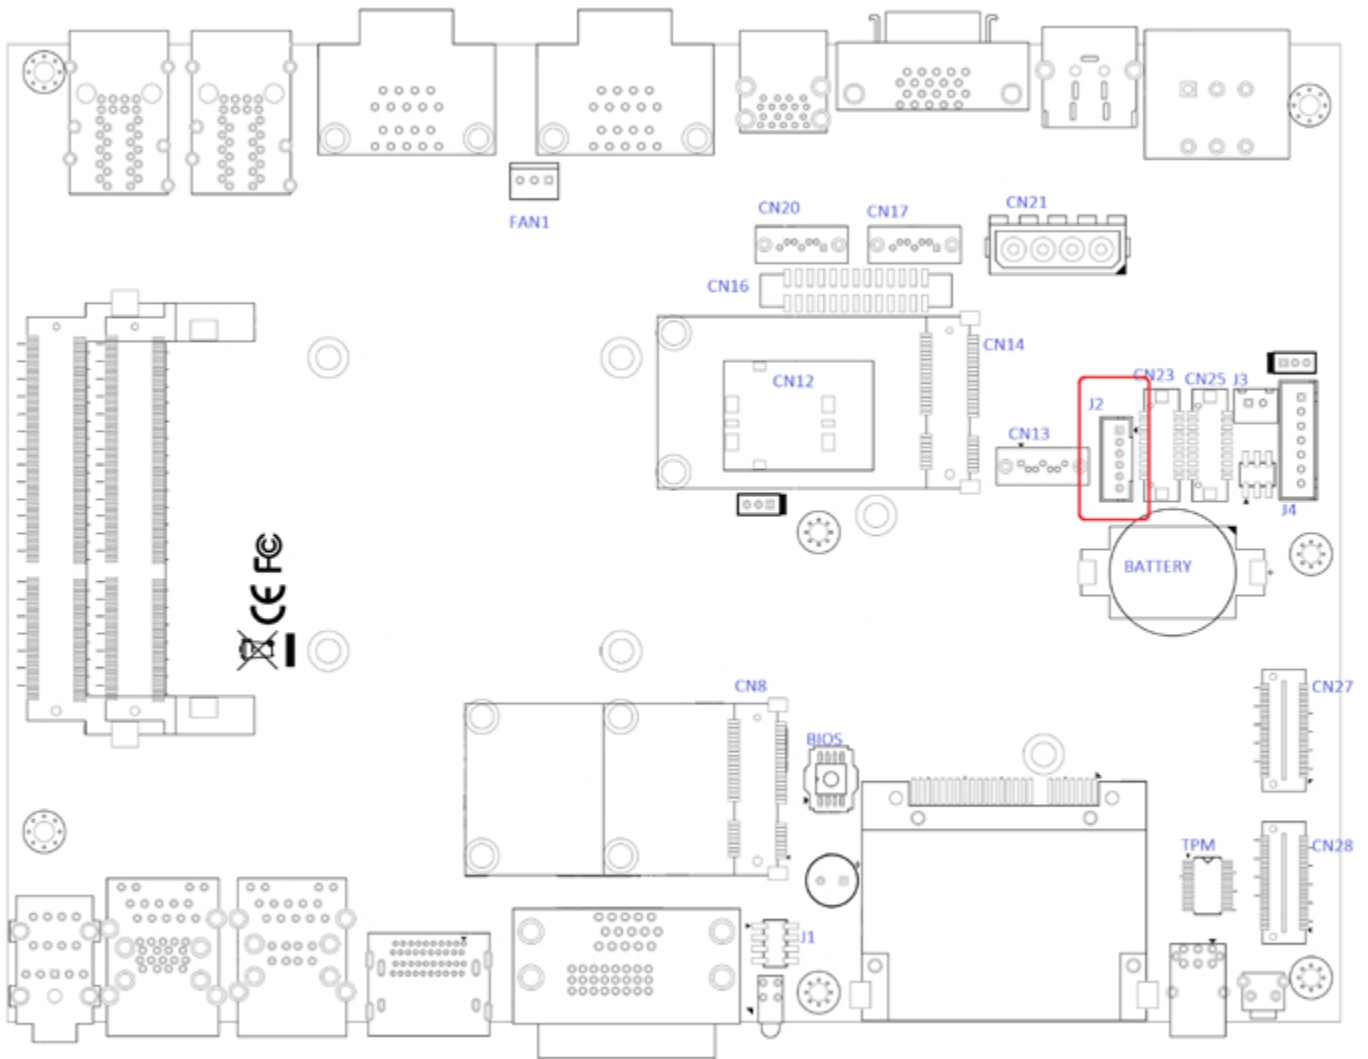 FAN1
CN20
CN17
CN21
CN16
CN14
CN12
CN23
CN25
J3
J2
CN13
J4
BATTERY
CE FC
CN8
CN27
BIOS
TPM
CN28
J1